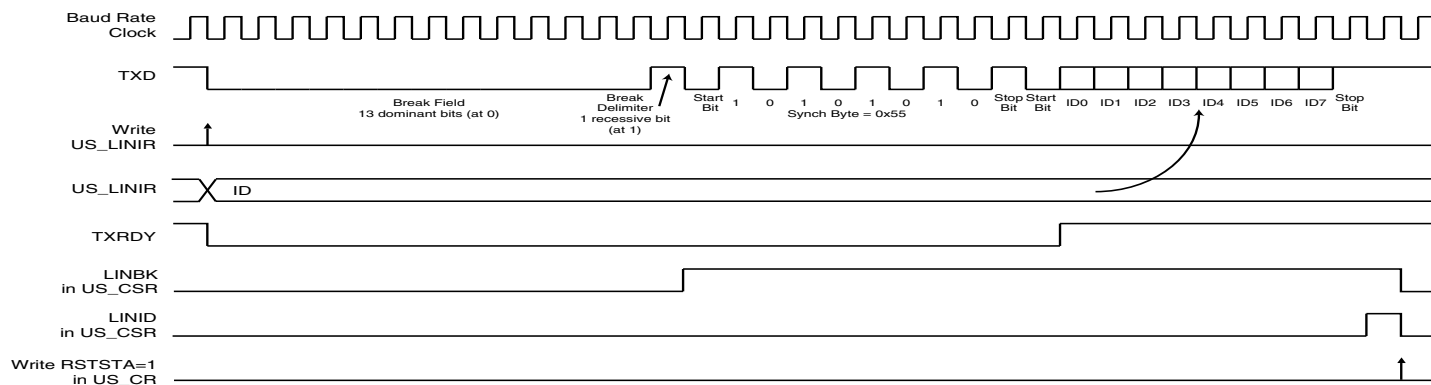 Baud Rate
Clock
TXD
Break Field
13 dominant bits (at 0)
Break
Delimiter
1 recessive bit
(at 1)
Start
Bit
1 0 1 0 1 0 1 0
Synch Byte = 0x55
Stop
Bit
Start
Bit
ID0 ID1 ID2 ID3 ID4 ID5 ID6 ID7
Stop
Bit
Write
US_LINIR
US_LINIR
ID
TXRDY
LINBK
in US_CSR
LINID
in US_CSR
Write RSTSTA=1
in US_CR